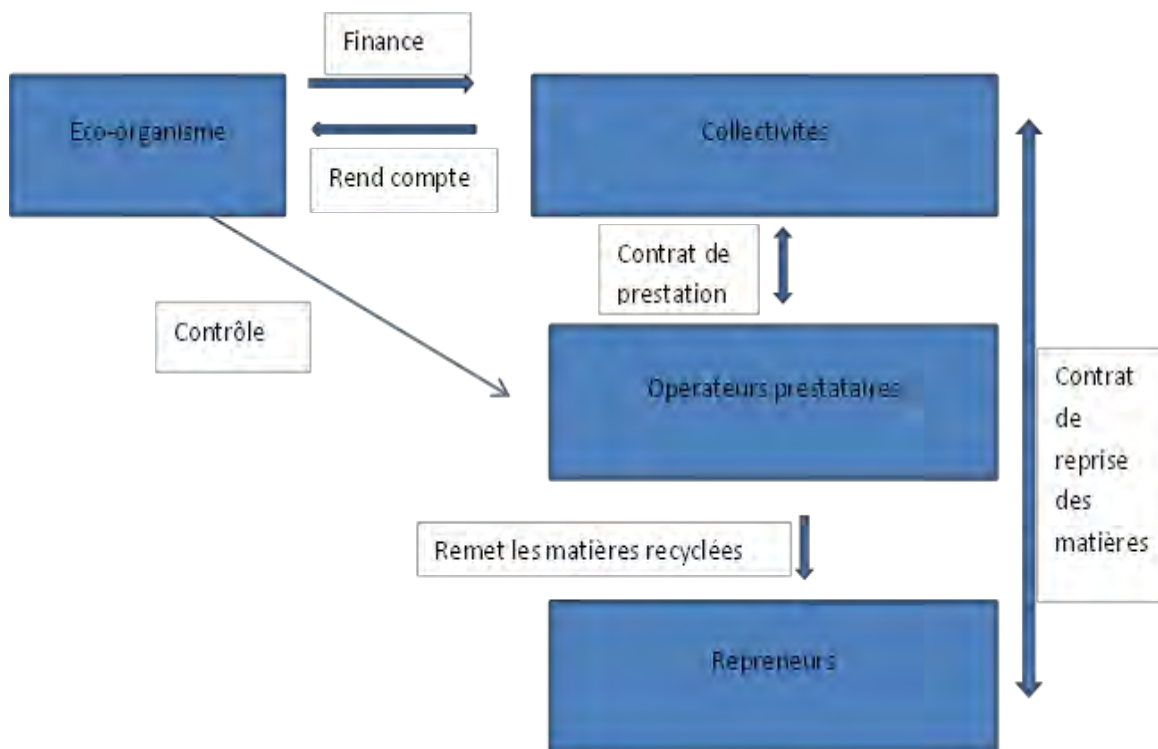 Finance
Eco-organisme
Collectivités
Rend compte
Contrat de
prestation
Contrôle
Opérateurs prestataires
Contrat
de
reprise
des
matières
Remet les matières recyclées
Repreneurs